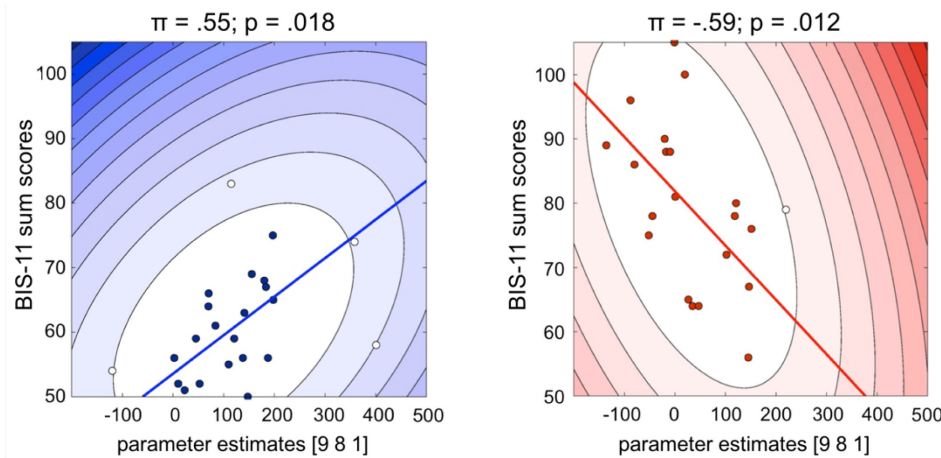 π = .55; p = .018
BIS-11 sum scores
100
90
80
70
60
50
-100 0 100 200 300 400 500
parameter estimates [9 8 1]
π = -.59; p = .012
BIS-11 sum scores
100
90
80
70
60
50
-100 0 100 200 300 400 500
parameter estimates [9 8 1]